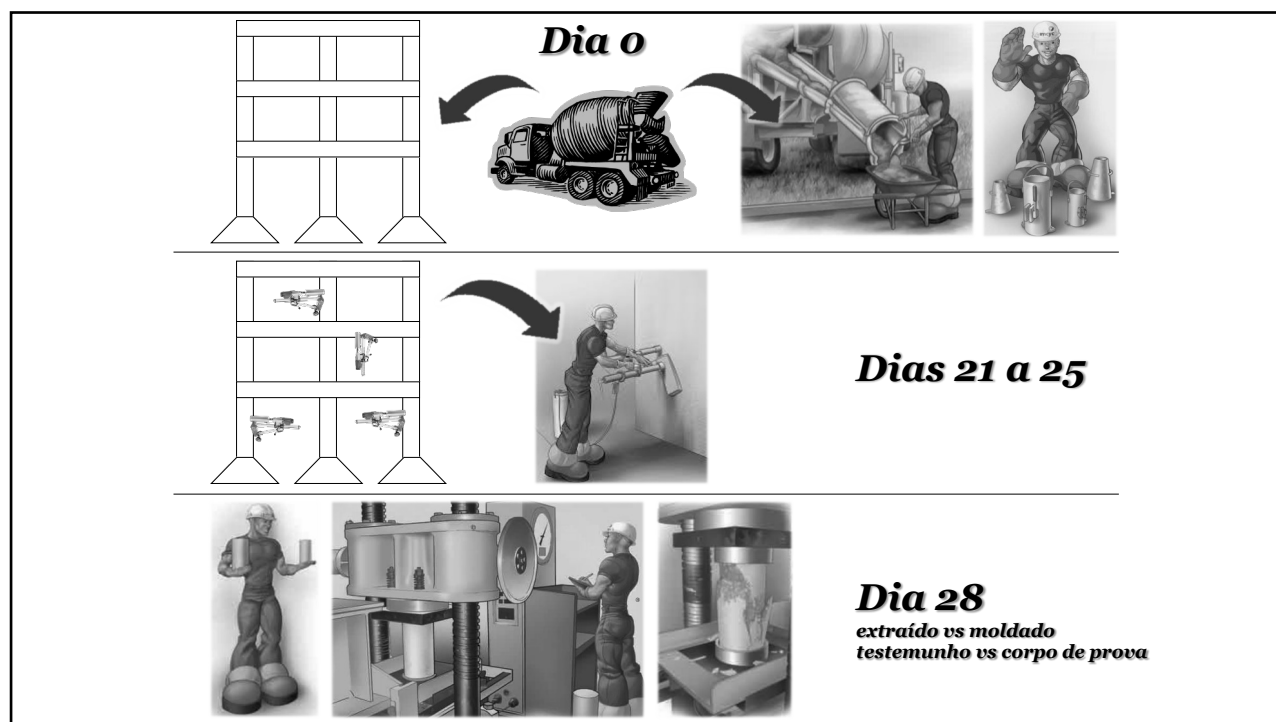 Dia 0
Dias 21 a 25
Dia 28
extraído vs moldado
testemunho vs corpo de prova